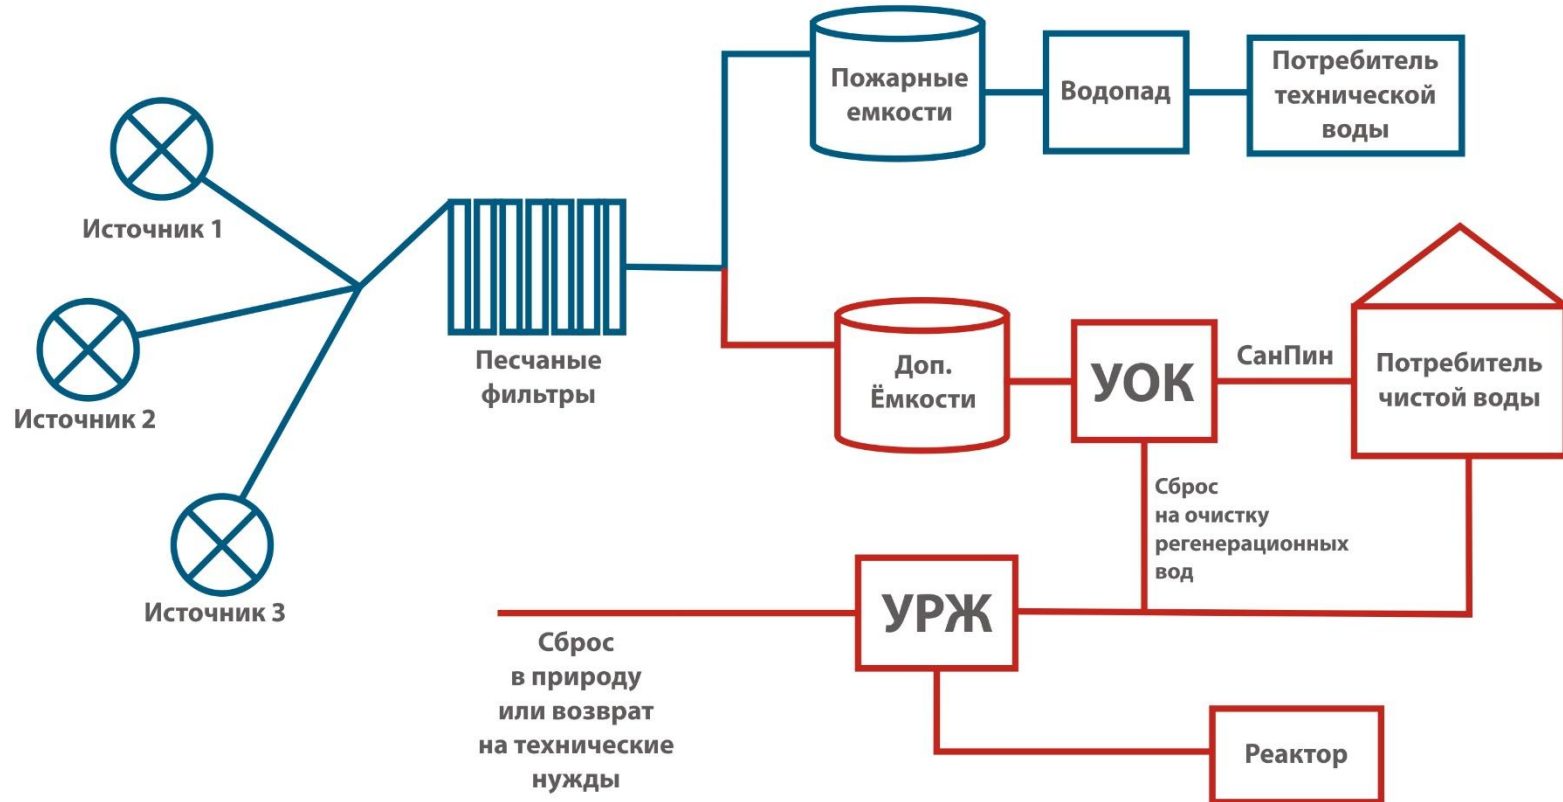 Источник 1
Источник 2
Источник 3
Песчаные
фильтры
Пожарные
емкости
Водопад
Потребитель
технической
воды
Доп.
Ёмкости
УОК
СанПин
Потребитель
чистой воды
Сброс
на очистку
регенерационных
вод
УРЖ
Сброс
в природу
или возврат
на технические
нужды
Реактор